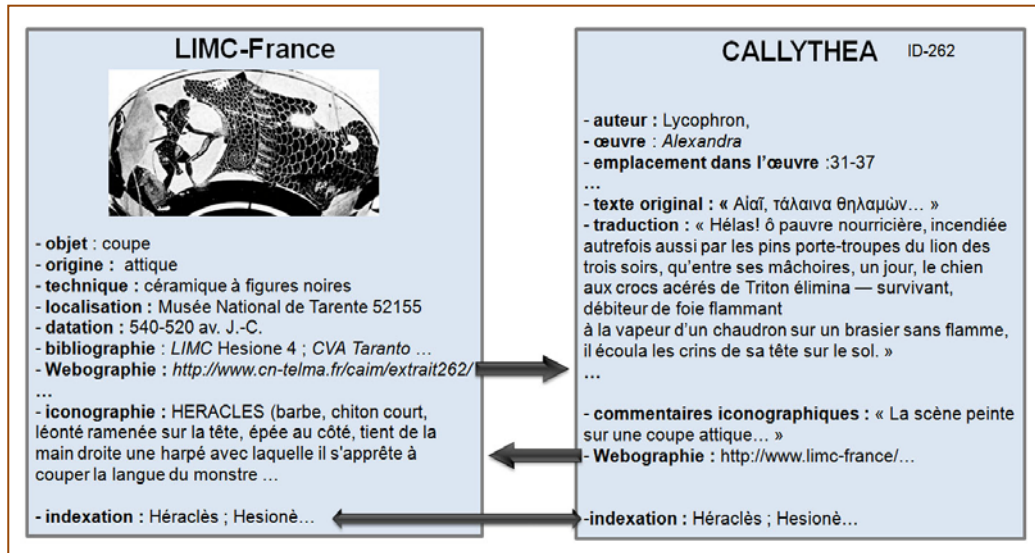 LIMC-France
- objet : coupe
- origine : attique
- technique : céramique à figures noires
- localisation : Musée National de Tarente 52155
- datation : 540-520 av. J.-C.
- bibliographie : LIMC Hesione 4 ; CVA Taranto ...
- Webographie : http://www.cn-telma.fr/caim/extrait262/
...
- iconographie : HERACLES (barbe, chiton court,
léonté ramenée sur la tête, épée au côté, tient de la
main droite une harpé avec laquelle il s'apprête à
couper la langue du monstre ...
- indexation : Héraclès ; Hesionè...
CALLYTHEA ID-262
- auteur : Lycophron,
- œuvre : Alexandra
- emplacement dans l'œuvre :31-37
...
- texte original : « Αἰαῖ, τάλαινα θηλαμὼν... »
- traduction : « Hélas! ô pauvre nourricière, incendiée
autrefois aussi par les pins porte-troupes du lion des
trois soirs, qu'entre ses mâchoires, un jour, le chien
aux crocs acérés de Triton élimina — survivant,
débiteur de foie flammant
à la vapeur d'un chaudron sur un brasier sans flamme,
il écoula les crins de sa tête sur le sol. »
...
- commentaires iconographiques : « La scène peinte
sur une coupe attique... »
- Webographie : http://www.limc-france/...
-indexation : Héraclès ; Hesionè...